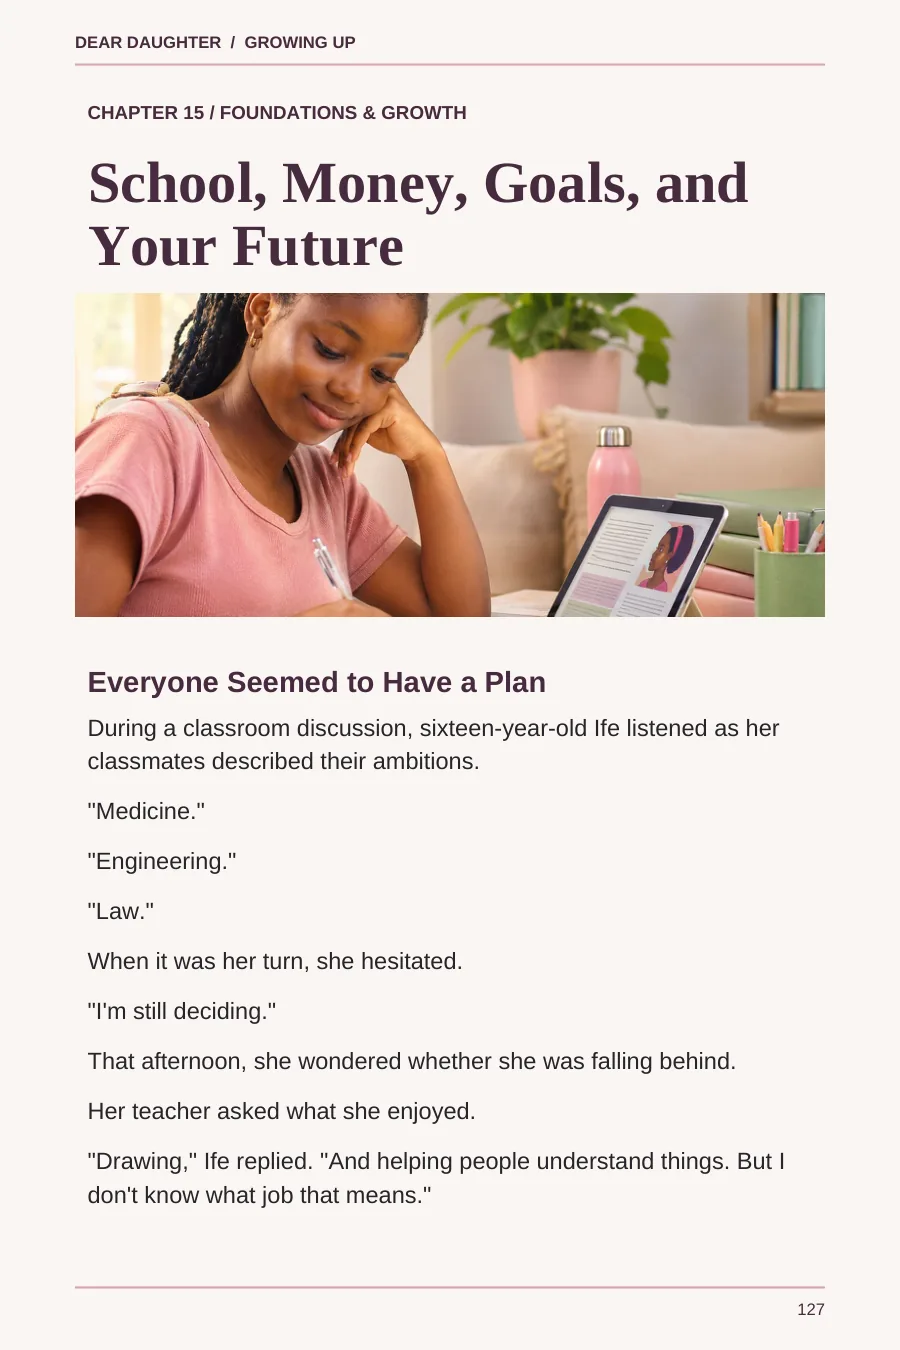 DEAR DAUGHTER / GROWING UP
CHAPTER 15 / FOUNDATIONS & GROWTH
School, Money, Goals, and
Your Future
Everyone Seemed to Have a Plan
During a classroom discussion, sixteen-year-old Ife listened as her
classmates described their ambitions.
"Medicine."
"Engineering."
"Law."
When it was her turn, she hesitated.
"I'm still deciding."
That afternoon, she wondered whether she was falling behind.
Her teacher asked what she enjoyed.
"Drawing," Ife replied. "And helping people understand things. But I
don't know what job that means."
127